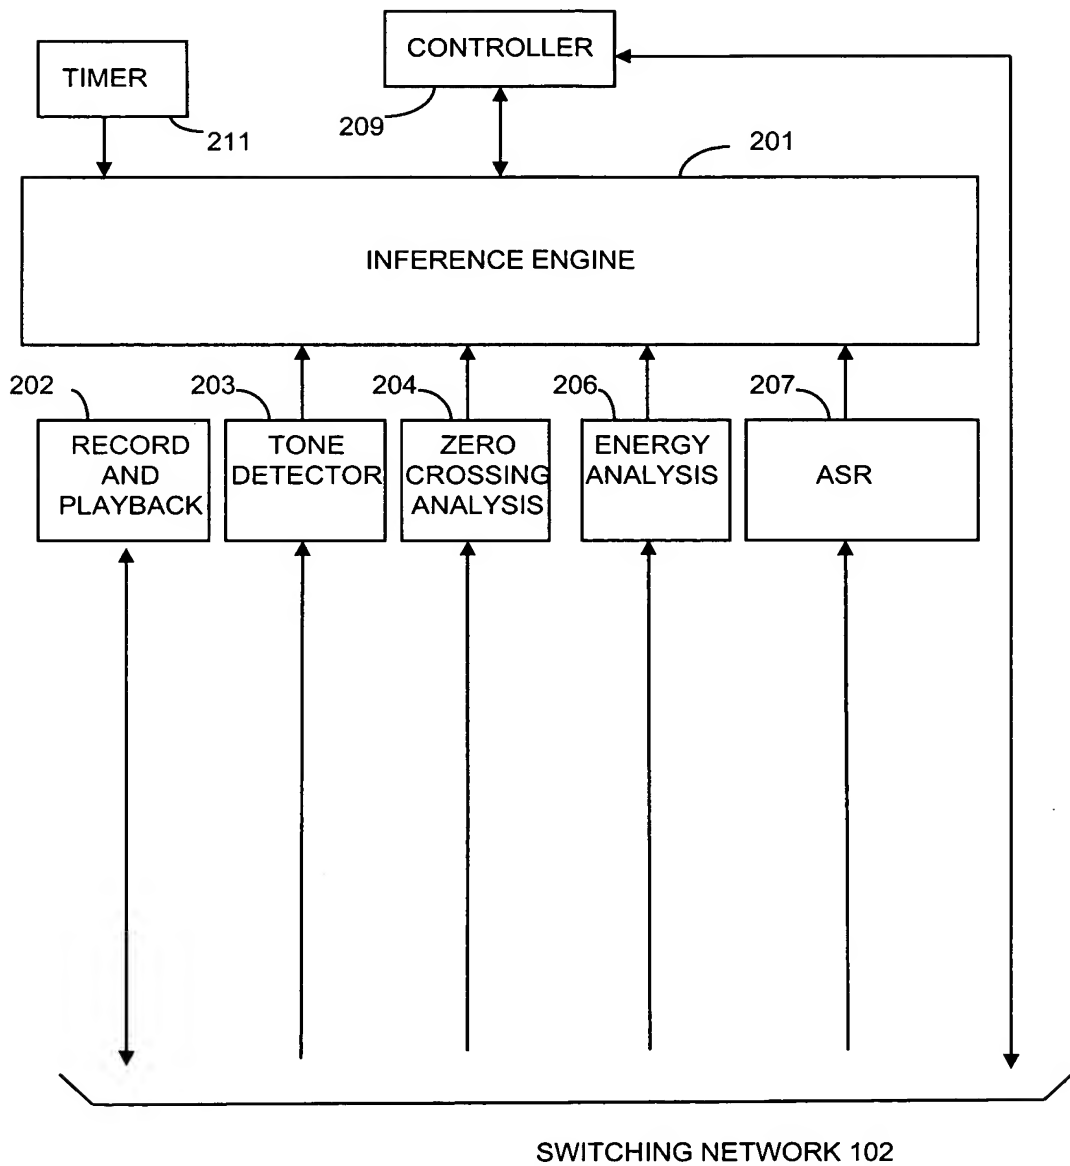 CONTROLLER
TIMER
209
211
201
INFERENCE ENGINE
202
203
204
206
207
RECORD
AND
PLAYBACK
TONE
DETECTOR
ZERO
CROSSING
ANALYSIS
ENERGY
ANALYSIS
ASR
SWITCHING NETWORK 102